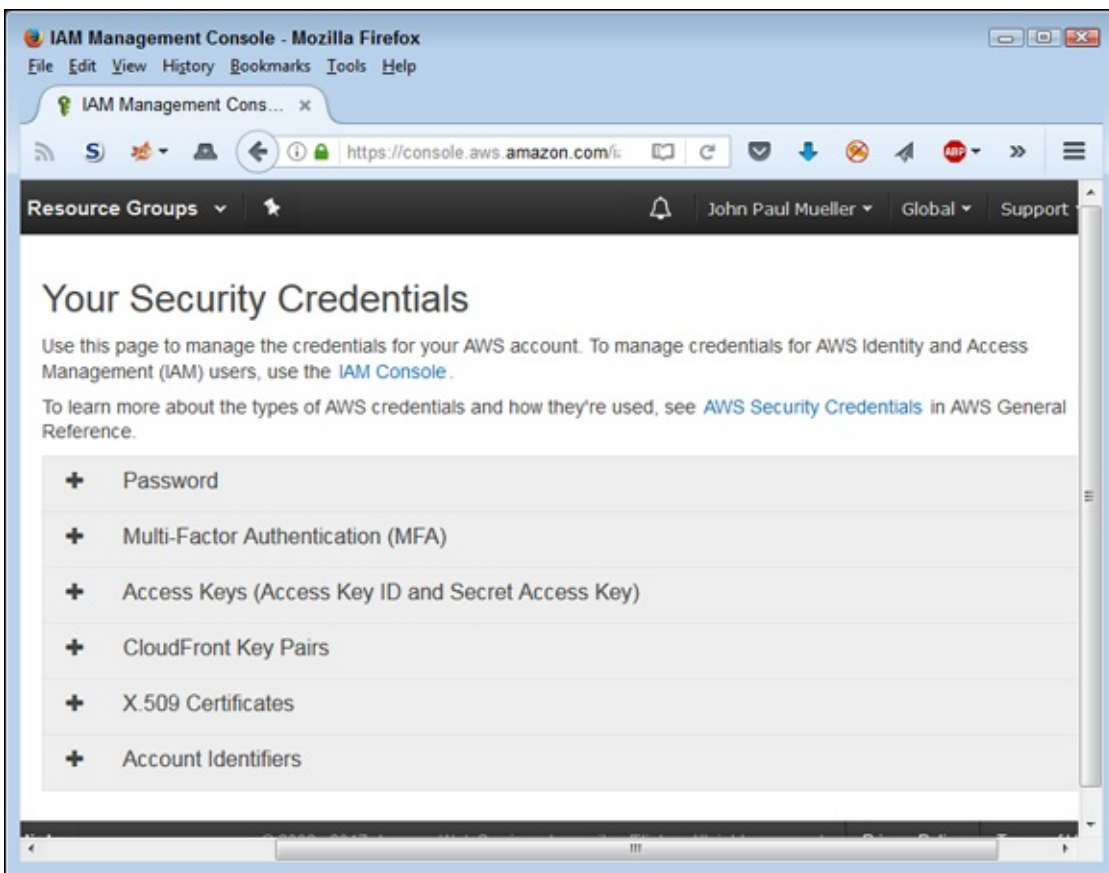 IAM Management Console - Mozilla Firefox
File Edit View History Bookmarks Tools Help
IAM Management Cons... ×
https://console.aws.amazon.com/i
ABP
Resource Groups
John Paul Mueller Global Support
Your Security Credentials
Use this page to manage the credentials for your AWS account. To manage credentials for AWS Identity and Access
Management (IAM) users, use the IAM Console.
To learn more about the types of AWS credentials and how they're used, see AWS Security Credentials in AWS General
Reference.
Password
Multi-Factor Authentication (MFA)
Access Keys (Access Key ID and Secret Access Key)
CloudFront Key Pairs
X.509 Certificates
Account Identifiers